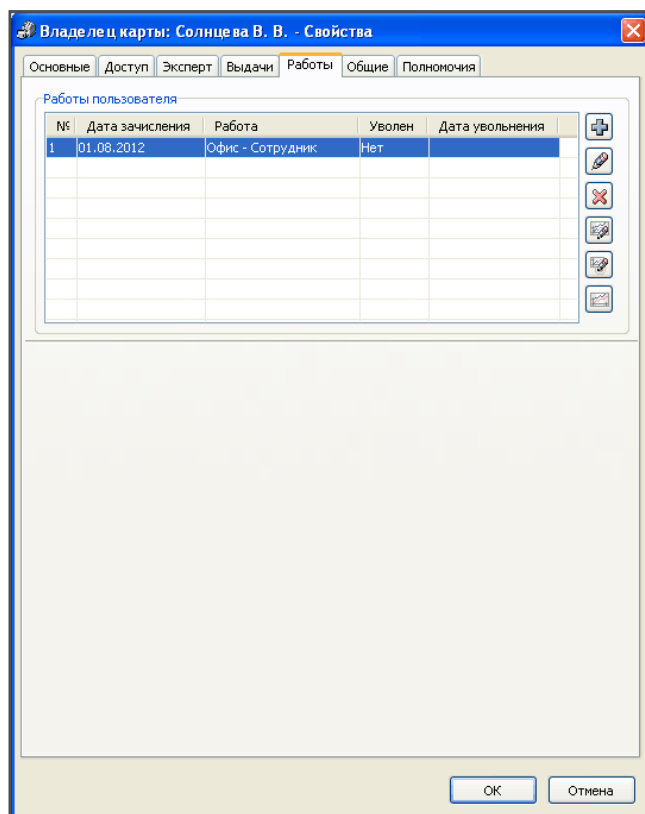 Владелец карты: Солнцева В. В. - Свойства
Основные Доступ Эксперт Выдачи Работы Общие Полномочия
Работы пользователя
№ Дата зачисления Работа Уволен Дата увольнения
1 01.08.2012 Офис - Сотрудник Нет
ОК Отмена